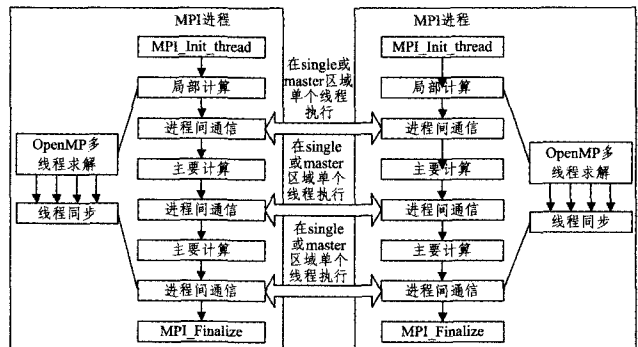 MPI进程
MPI_Init_thread
局部计算
进程间通信
主要计算
进程间通信
主要计算
进程间通信
MPI_Finalize
OpenMP多
线程求解
线程同步
在single或
master区域
单个线程
执行
在single
或master
区域单个
线程执行
在single
或master
区域单个
线程执行
MPI进程
MPI_Init_thread
局部计算
进程间通信
主要计算
进程间通信
主要计算
进程间通信
MPI_Finalize
OpenMP多
线程求解
线程同步